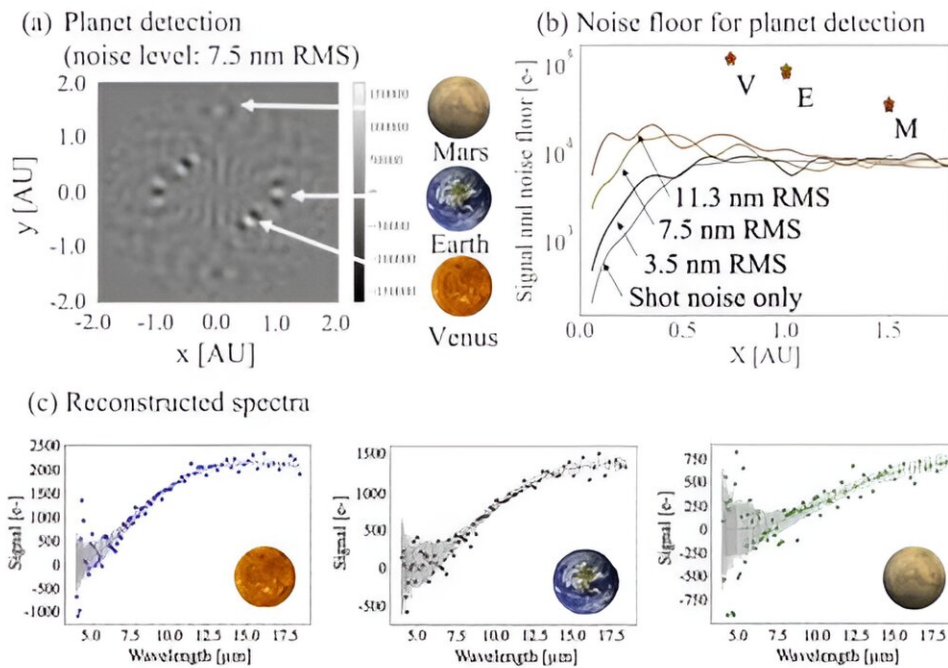 (a) Planet detection
(noise level: 7.5 nm RMS)
2.0
1.0
0.0
-1.0
-2.0
y [AU]
-2.0 -1.0 0.0 1.0 2.0
x [AU]
Mars
Earth
Venus
(b) Noise floor for planet detection
Signal and noise floor [e-]
10⁴
10³
V
E
M
11.3 nm RMS
7.5 nm RMS
3.5 nm RMS
Shot noise only
0.0 0.5 1.0 1.5
X [AU]
(c) Reconstructed spectra
Signal [e-]
2500
2000
1500
1000
500
0
-500
-1000
5.0 7.5 10.0 12.5 15.0 17.5
Wavelength [μm]
Signal [e-]
1500
1000
500
0
-500
5.0 7.5 10.0 12.5 15.0 17.5
Wavelength [μm]
Signal [e-]
750
500
250
0
-250
-500
-750
5.0 7.5 10.0 12.5 15.0 17.5
Wavelength [μm]